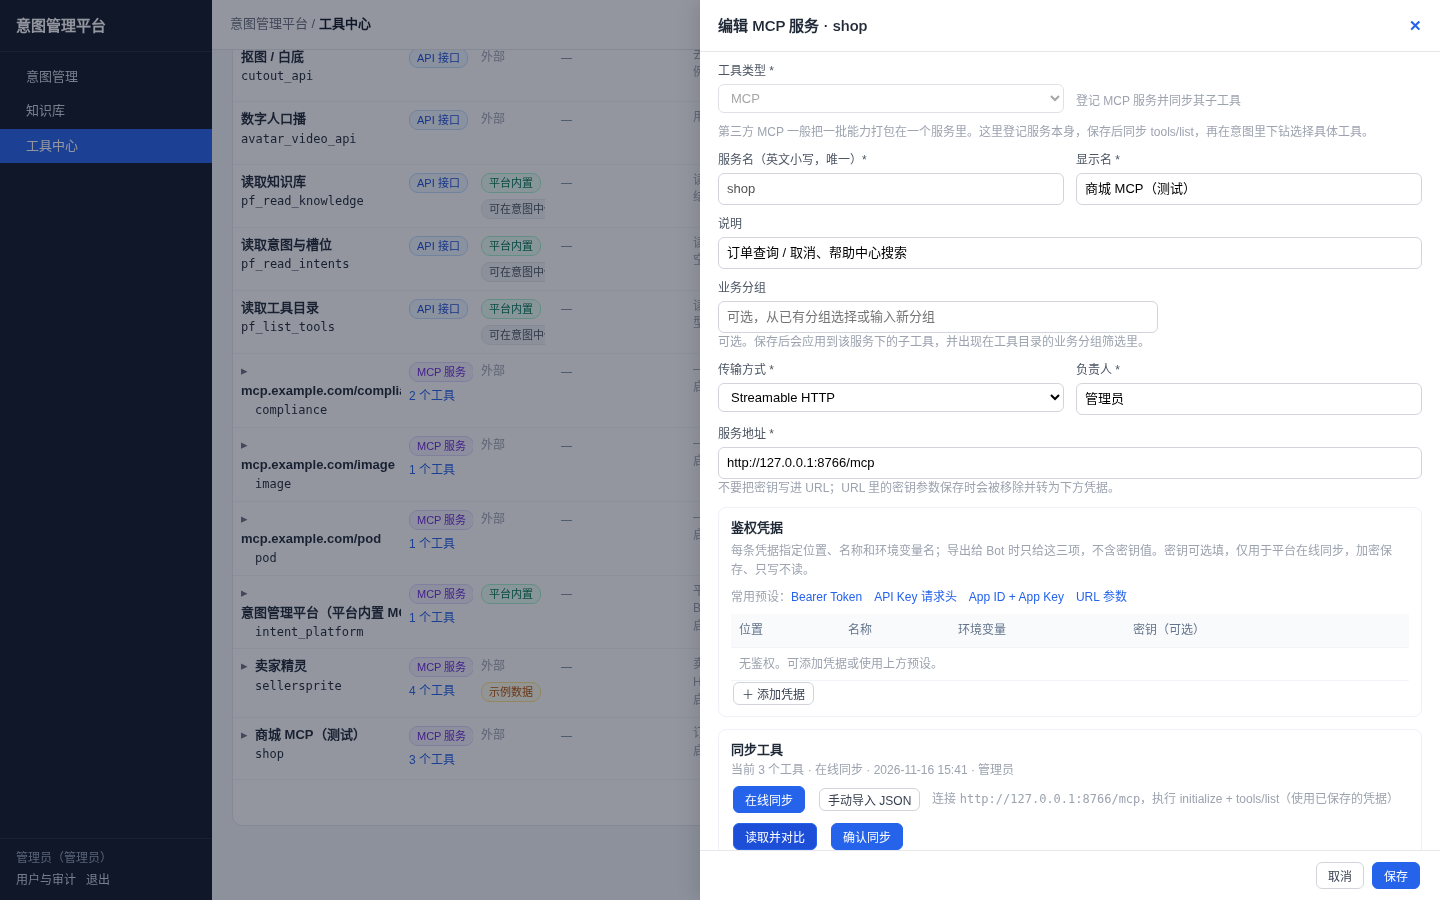 意图管理平台
意图管理
知识库
工具中心
管理员（管理员）
用户与审计 退出
意图管理平台 / 工具中心
抠图 / 白底 API 接口 外部 —
cutout_api
数字人口播 API 接口 外部 —
avatar_video_api
读取知识库 API 接口 平台内置 —
pf_read_knowledge 可在意图中
读取意图与槽位 API 接口 平台内置 —
pf_read_intents 可在意图中
读取工具目录 API 接口 平台内置 —
pf_list_tools 可在意图中
▸ MCP 服务 外部 —
mcp.example.com/compli 2 个工具
compliance
▸ MCP 服务 外部 —
mcp.example.com/image 1 个工具
image
▸ MCP 服务 外部 —
mcp.example.com/pod 1 个工具
pod
▸ MCP 服务 平台内置 —
意图管理平台（平台内置 MC 1 个工具
intent_platform
▸ 卖家精灵 MCP 服务 外部 —
sellersprite 4 个工具 示例数据
▸ 商城 MCP（测试） MCP 服务 外部 —
shop 3 个工具
编辑 MCP 服务 · shop ✕
工具类型 *
MCP 登记 MCP 服务并同步其子工具
第三方 MCP 一般把一批能力打包在一个服务里。这里登记服务本身，保存后同步 tools/list，再在意图里下钻选择具体工具。
服务名（英文小写，唯一）* 显示名 *
shop 商城 MCP（测试）
说明
订单查询 / 取消、帮助中心搜索
业务分组
可选，从已有分组选择或输入新分组
可选。保存后会应用到该服务下的子工具，并出现在工具目录的业务分组筛选里。
传输方式 * 负责人 *
Streamable HTTP 管理员
服务地址 *
http://127.0.0.1:8766/mcp
不要把密钥写进 URL；URL 里的密钥参数保存时会被移除并转为下方凭据。
鉴权凭据
每条凭据指定位置、名称和环境变量名；导出给 Bot 时只给这三项，不含密钥值。密钥可选填，仅用于平台在线同步，加密保
存、只写不读。
常用预设：Bearer Token API Key 请求头 App ID + App Key URL 参数
位置 名称 环境变量 密钥（可选）
无鉴权。可添加凭据或使用上方预设。
＋ 添加凭据
同步工具
当前 3 个工具 · 在线同步 · 2026-11-16 15:41 · 管理员
在线同步 手动导入 JSON 连接 http://127.0.0.1:8766/mcp，执行 initialize + tools/list（使用已保存的凭据）
读取并对比 确认同步
取消 保存